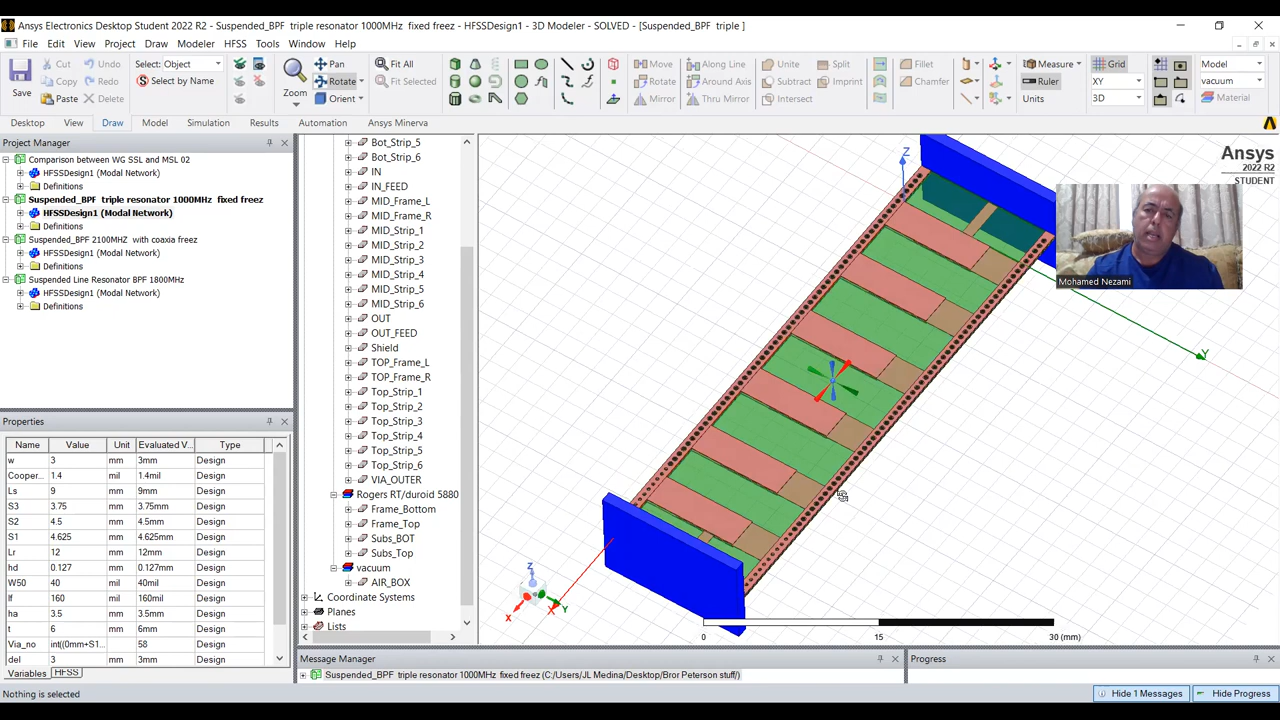 Ansys Electronics Desktop Student 2022 R2 - Suspended_BPF  triple resonator 1000MHz  fixed freez - HFSSDesign1 - 3D Modeler - SOLVED - [Suspended_BPF  triple ]
File Edit View Project Draw Modeler HFSS Tools Window Help
Save
Cut Undo
Copy Redo
Paste Delete
Select: Object
Select by Name
Zoom
Pan
Rotate
Orient
Fit All
Fit Selected
Move Along Line
Rotate Around Axis
Mirror Thru Mirror
Unite Split
Subtract Imprint
Intersect
Fillet
Chamfer
Measure
Ruler
Units
Grid
XY
3D
Model
vacuum
Material
Desktop View Draw Model Simulation Results Automation Ansys Minerva
Project Manager
Comparison between WG SSL and MSL 02
HFSSDesign1 (Modal Network)
Definitions
Suspended_BPF  triple resonator 1000MHz  fixed freez
HFSSDesign1 (Modal Network)
Definitions
Suspended_BPF 2100MHZ  with coaxia freez
HFSSDesign1 (Modal Network)
Definitions
Suspended Line Resonator BPF 1800MHz
HFSSDesign1 (Modal Network)
Definitions
Properties
Name Value Unit Evaluated V... Type
w 3 mm 3mm Design
Cooper... 1.4 mil 1.4mil Design
Ls 9 mm 9mm Design
S3 3.75 mm 3.75mm Design
S2 4.5 mm 4.5mm Design
S1 4.625 mm 4.625mm Design
Lr 12 mm 12mm Design
hd 0.127 mm 0.127mm Design
W50 40 mil 40mil Design
lf 160 mil 160mil Design
ha 3.5 mm 3.5mm Design
t 6 mm 6mm Design
Via_no int((0mm+S1... 58 Design
del 3 mm 3mm Design
Variables HFSS
Nothing is selected
Bot_Strip_5
Bot_Strip_6
IN
IN_FEED
MID_Frame_L
MID_Frame_R
MID_Strip_1
MID_Strip_2
MID_Strip_3
MID_Strip_4
MID_Strip_5
MID_Strip_6
OUT
OUT_FEED
Shield
TOP_Frame_L
TOP_Frame_R
Top_Strip_1
Top_Strip_2
Top_Strip_3
Top_Strip_4
Top_Strip_5
Top_Strip_6
VIA_OUTER
Rogers RT/duroid 5880
Frame_Bottom
Frame_Top
Subs_BOT
Subs_Top
vacuum
AIR_BOX
Coordinate Systems
Planes
Lists
Z
Y
X
Z
X Y
Ansys
2022 R2
STUDENT
Mohamed Nezami
0 15 30 (mm)
Message Manager
Suspended_BPF  triple resonator 1000MHz  fixed freez (C:/Users/JL Medina/Desktop/Bror Peterson stuff/)
Progress
Hide 1 Messages Hide Progress